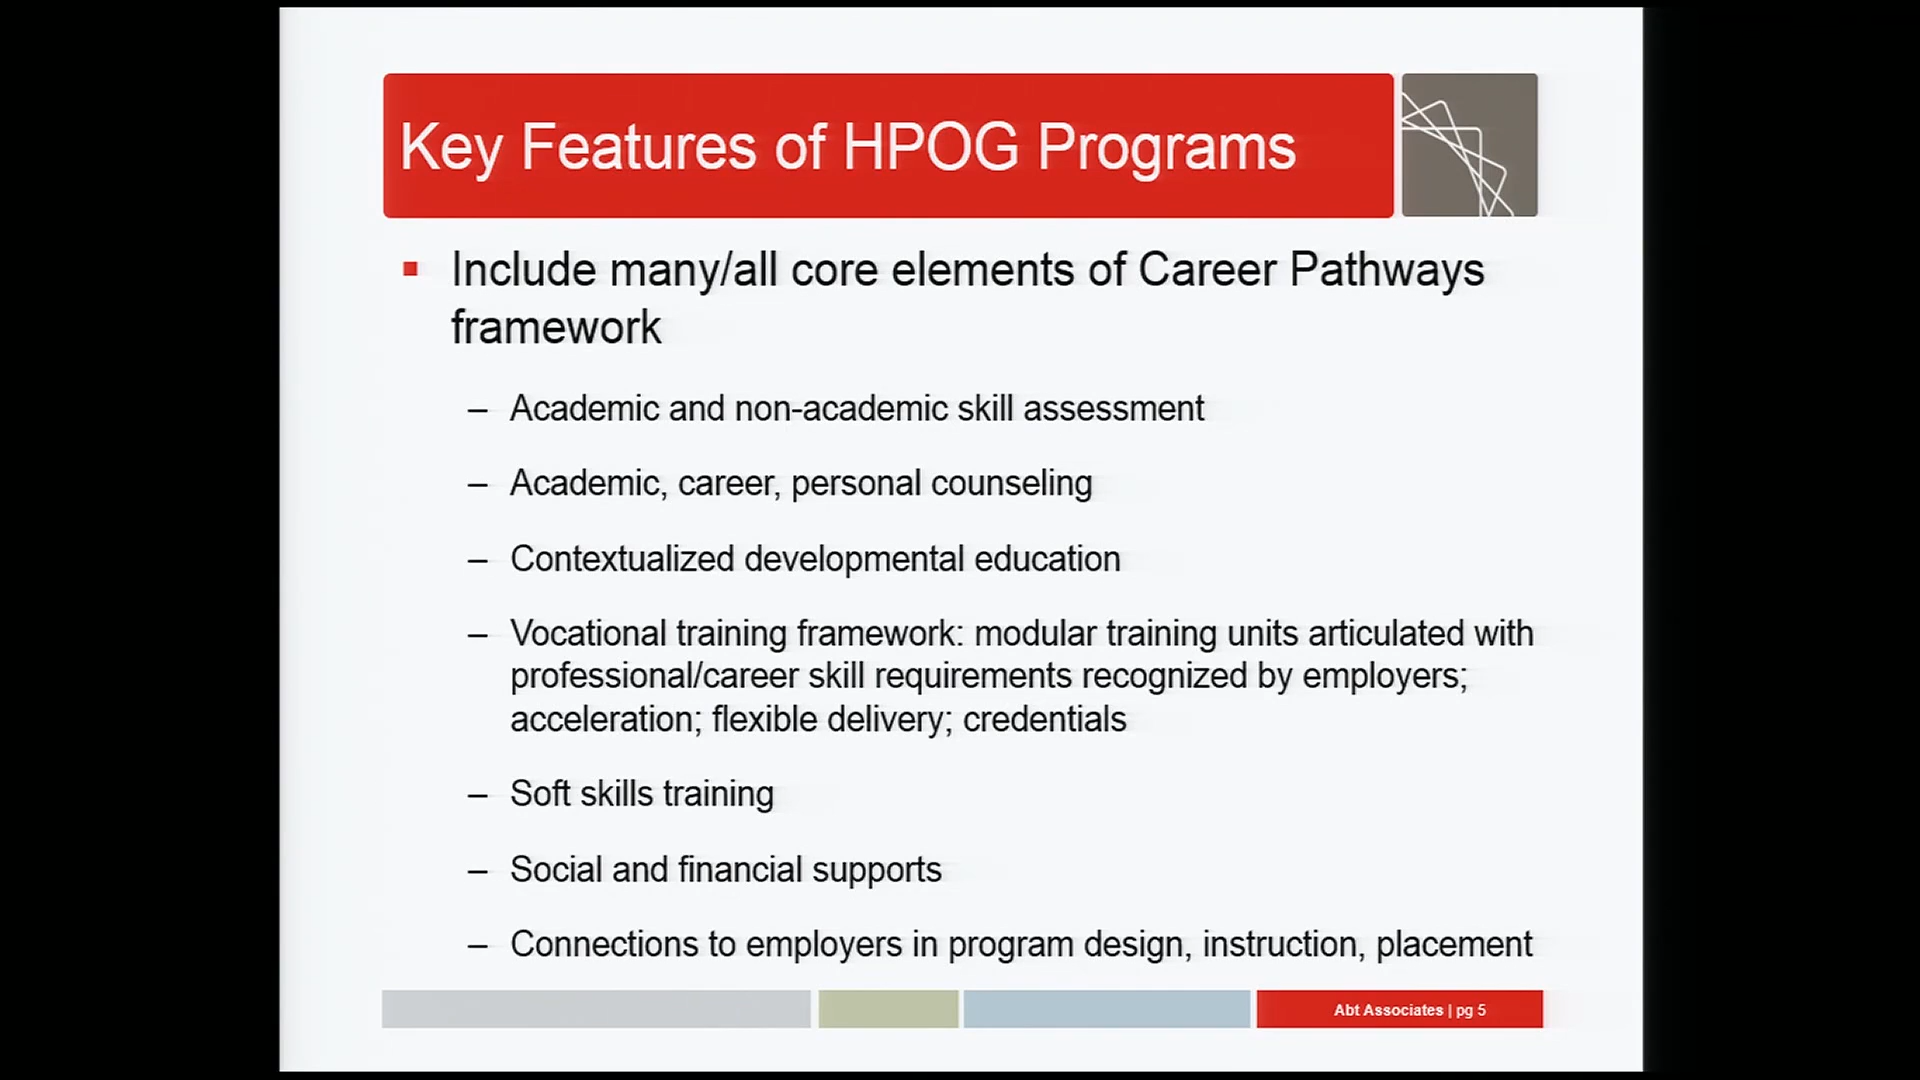 Key Features of HPOG Programs
▪ Include many/all core elements of Career Pathways
framework
– Academic and non-academic skill assessment
– Academic, career, personal counseling
– Contextualized developmental education
– Vocational training framework: modular training units articulated with
professional/career skill requirements recognized by employers;
acceleration; flexible delivery; credentials
– Soft skills training
– Social and financial supports
– Connections to employers in program design, instruction, placement
Abt Associates | pg 5